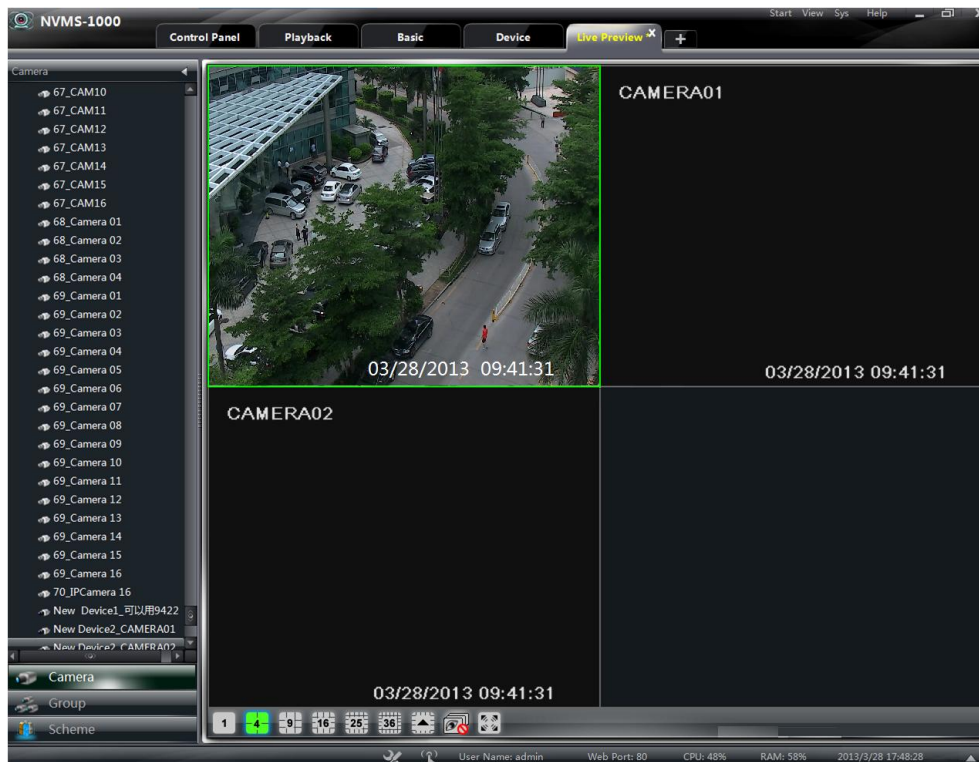 NVMS-1000
Start View Sys Help
Control Panel Playback Basic Device Live Preview X +
Camera
67_CAM10
67_CAM11
67_CAM12
67_CAM13
67_CAM14
67_CAM15
67_CAM16
68_Camera 01
68_Camera 02
68_Camera 03
68_Camera 04
69_Camera 01
69_Camera 02
69_Camera 03
69_Camera 04
69_Camera 05
69_Camera 06
69_Camera 07
69_Camera 08
69_Camera 09
69_Camera 10
69_Camera 11
69_Camera 12
69_Camera 13
69_Camera 14
69_Camera 15
69_Camera 16
70_IPCamera 16
New Device1_可以用9422
New Device2_CAMERA01
New Device2_CAMERA02
Camera
Group
Scheme
03/28/2013 09:41:31
CAMERA01
03/28/2013 09:41:31
CAMERA02
03/28/2013 09:41:31
1 4 9 16 25 36
User Name: admin Web Port: 80 CPU: 48% RAM: 58% 2013/3/28 17:48:28